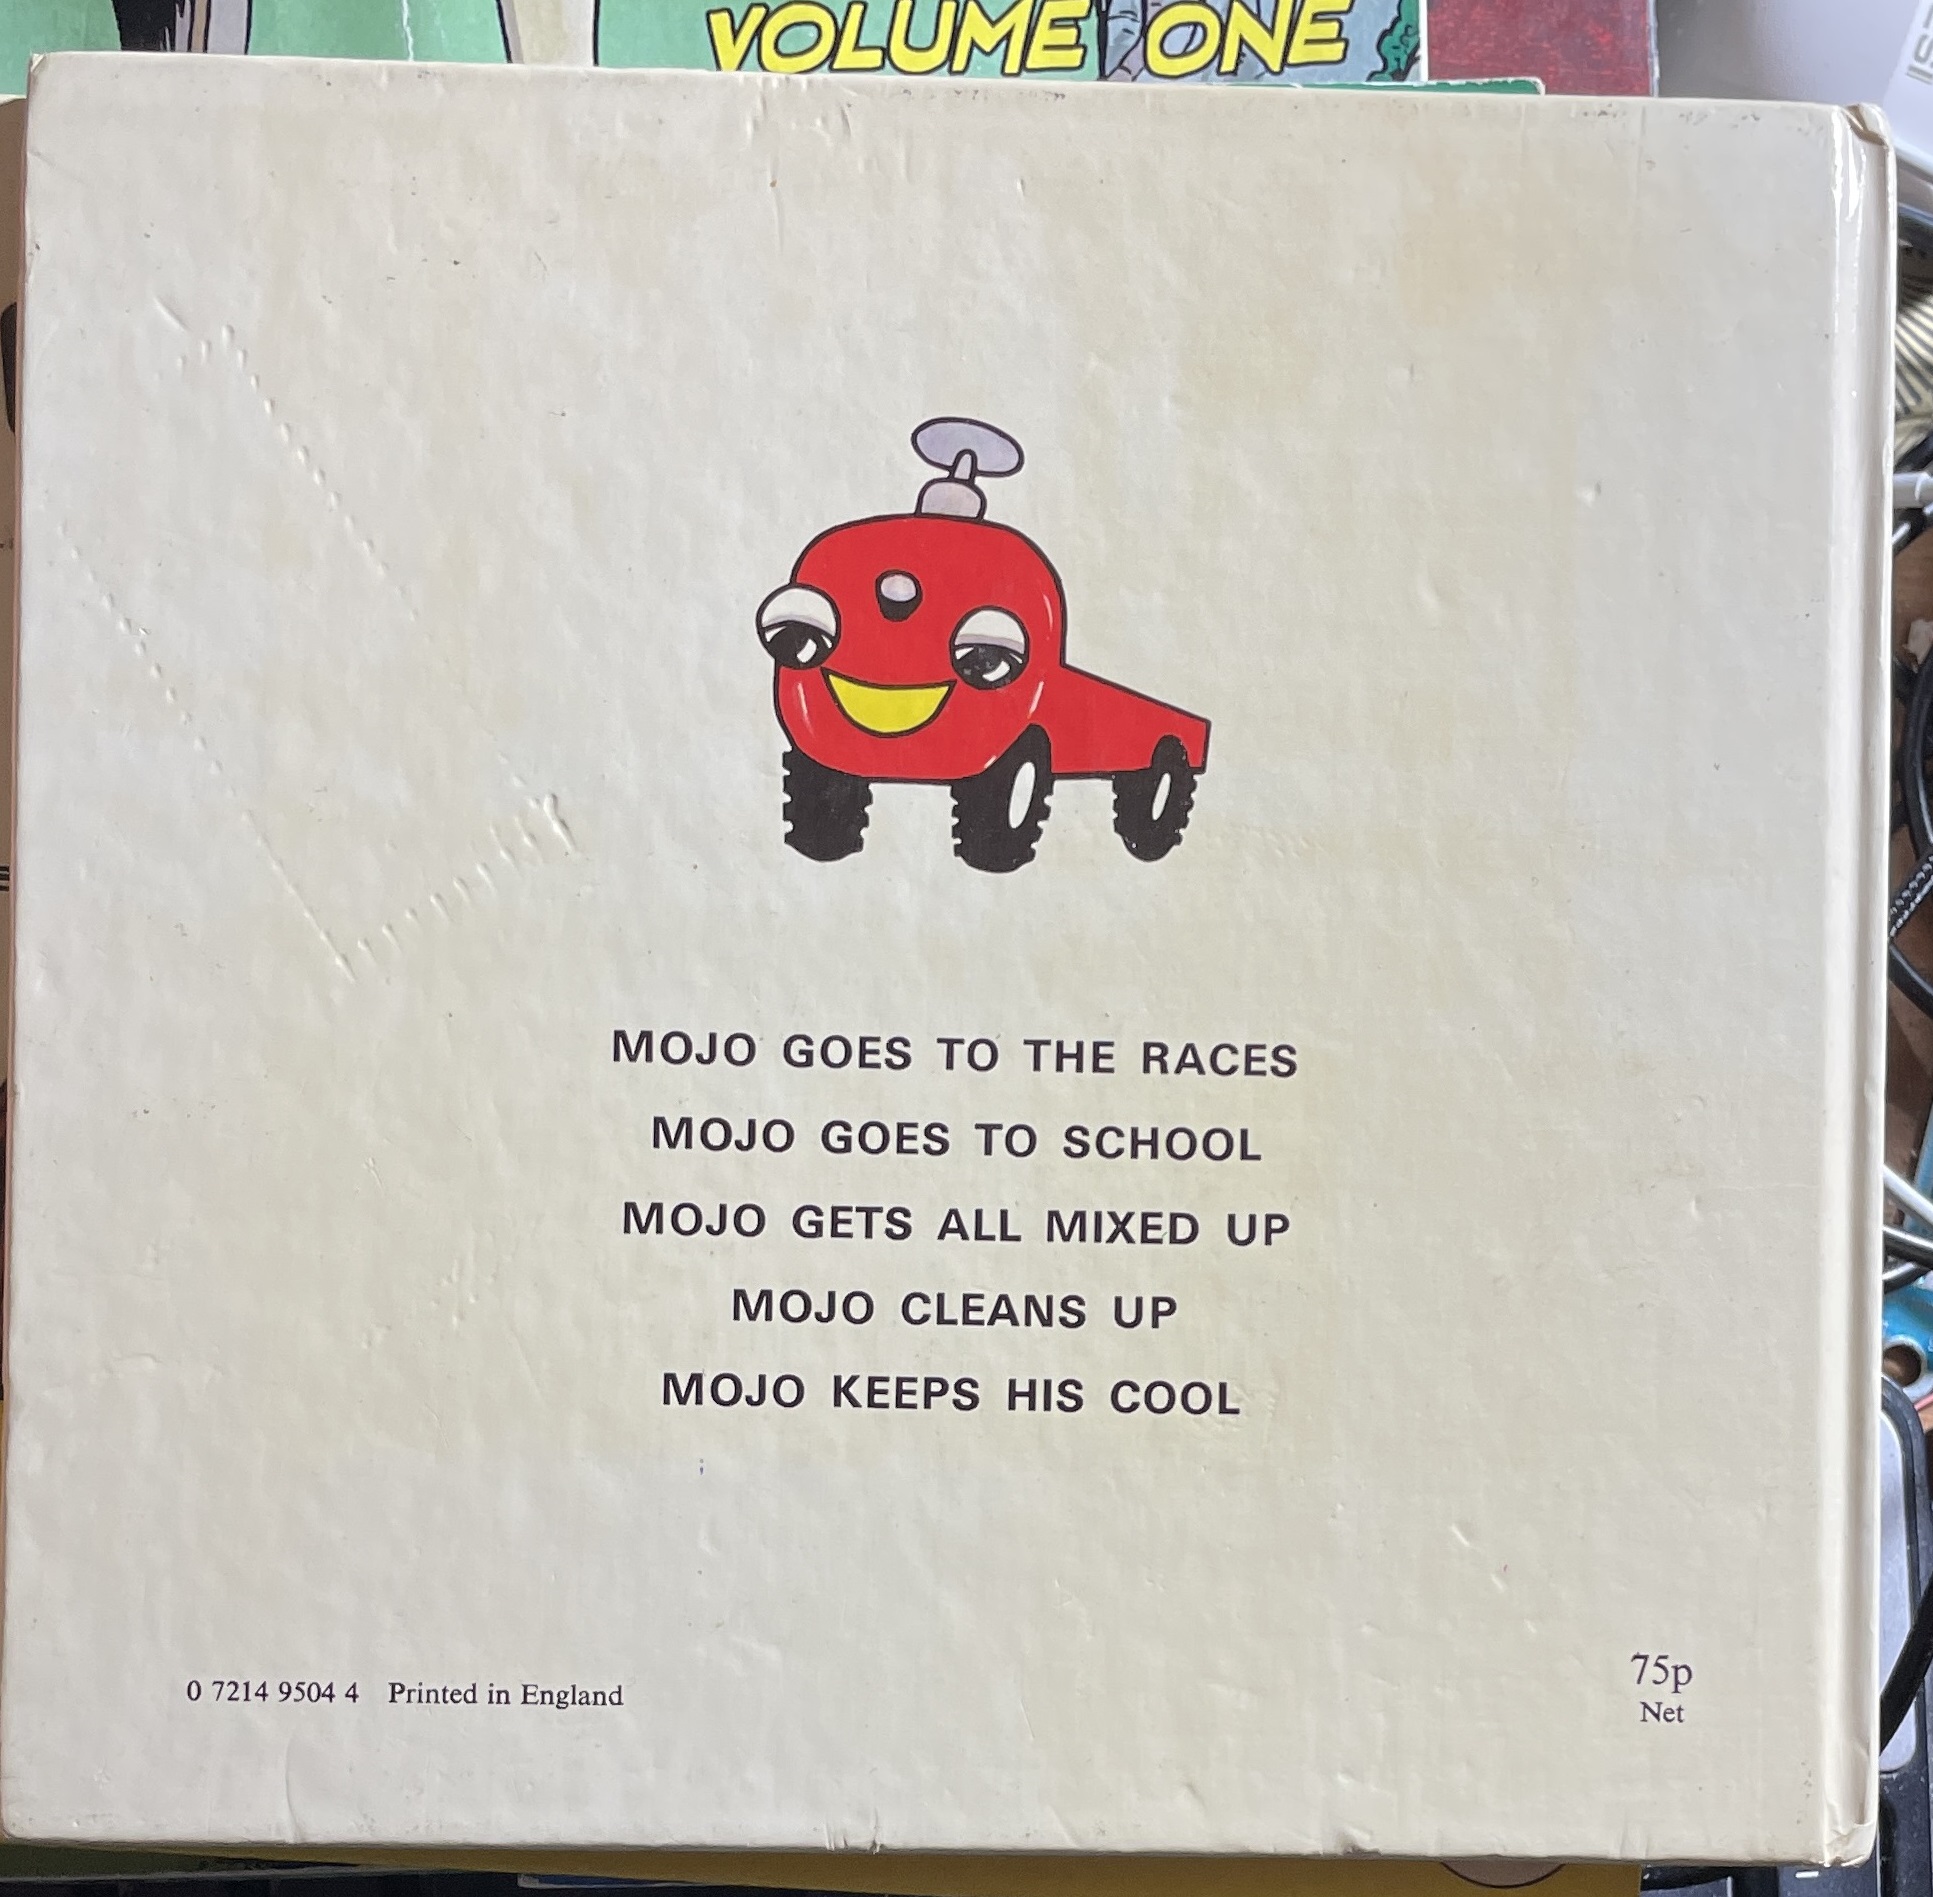 VOLUME ONE
MOJO GOES TO THE RACES
MOJO GOES TO SCHOOL
MOJO GETS ALL MIXED UP
MOJO CLEANS UP
MOJO KEEPS HIS COOL
0 7214 9504 4 Printed in England
75p
Net